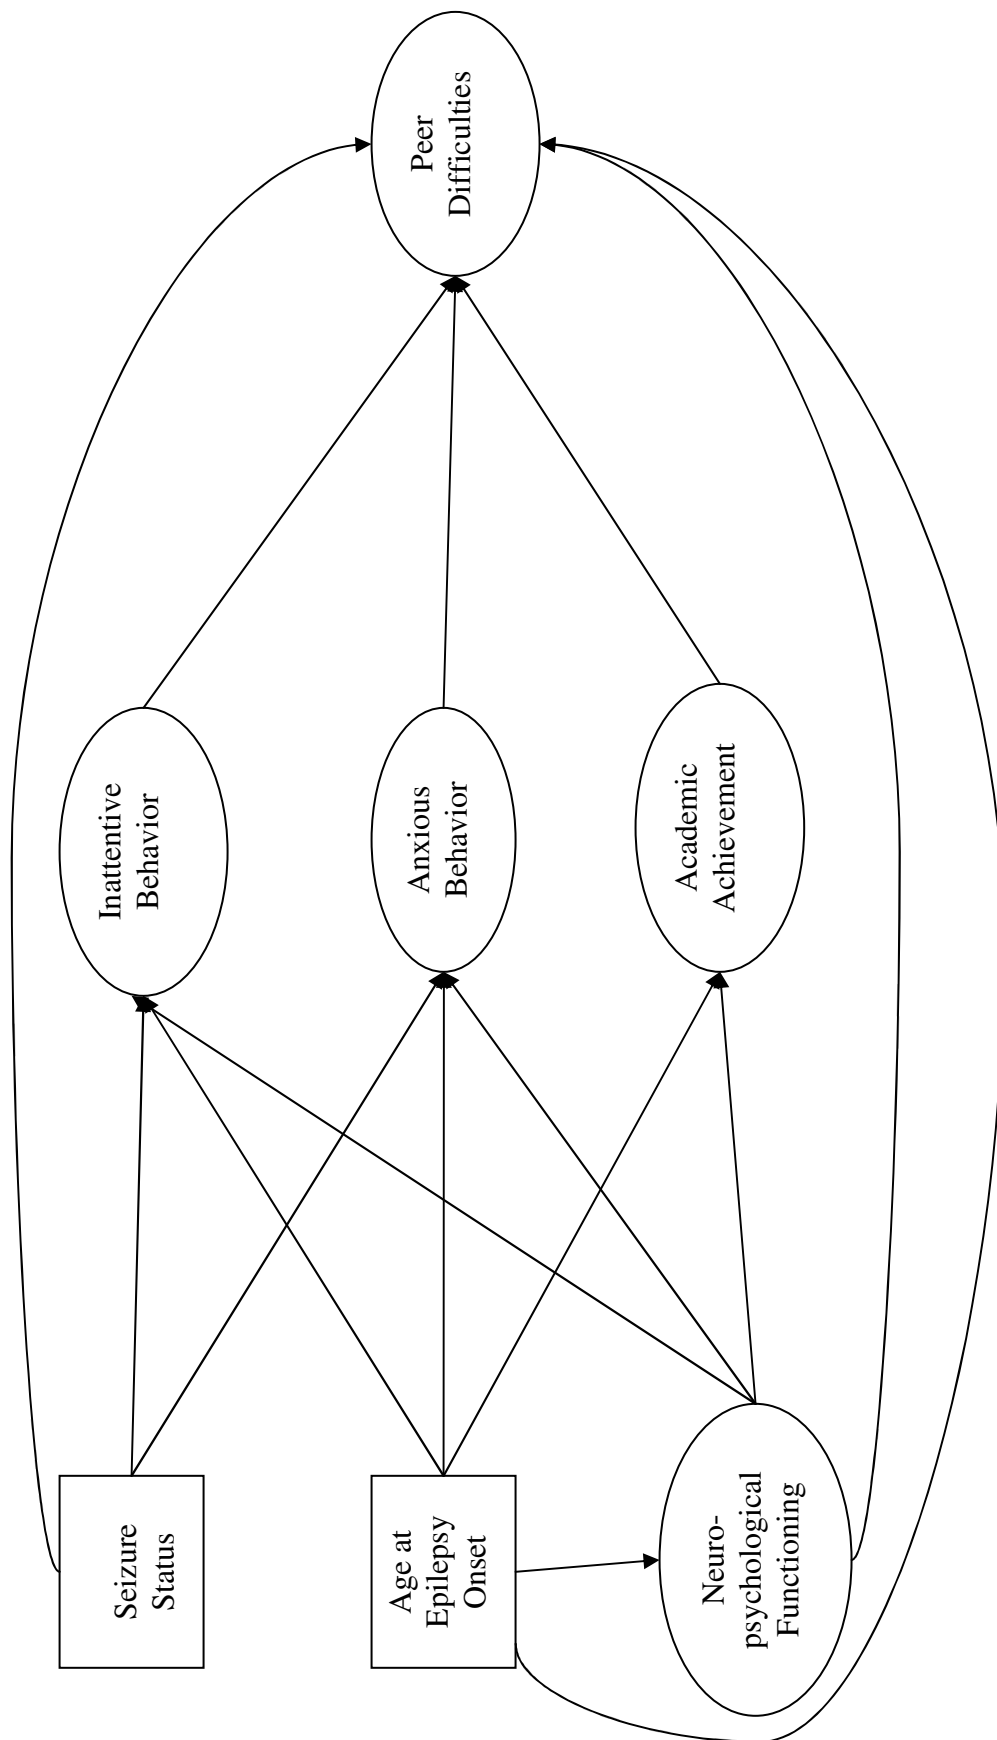 Seizure
Status
Age at
Epilepsy
Onset
Neuro-
psychological
Functioning
Inattentive
Behavior
Anxious
Behavior
Academic
Achievement
Peer
Difficulties